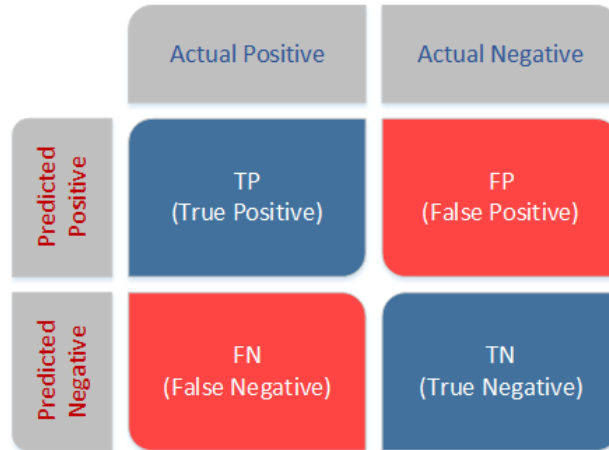 Actual Positive
Actual Negative
Predicted
Positive
TP
(True Positive)
FP
(False Positive)
Predicted
Negative
FN
(False Negative)
TN
(True Negative)